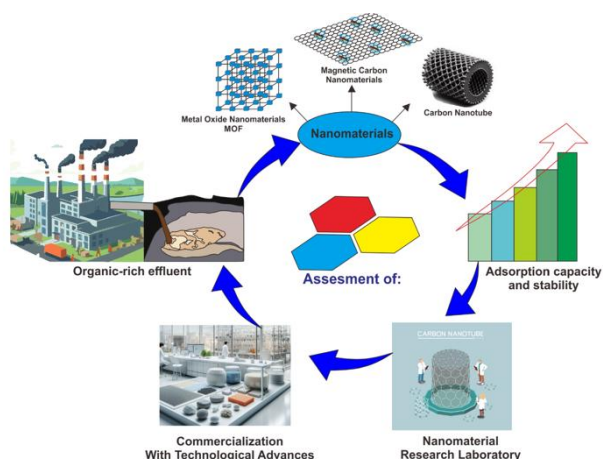 Magnetic Carbon
Nanomaterials
Metal Oxide Nanomaterials
MOF
Carbon Nanotube
Nanomaterials
Organic-rich effluent
Assesment of:
Adsorption capacity
and stability
CARBON NANOTUBE
Commercialization
With Technological Advances
Nanomaterial
Research Laboratory